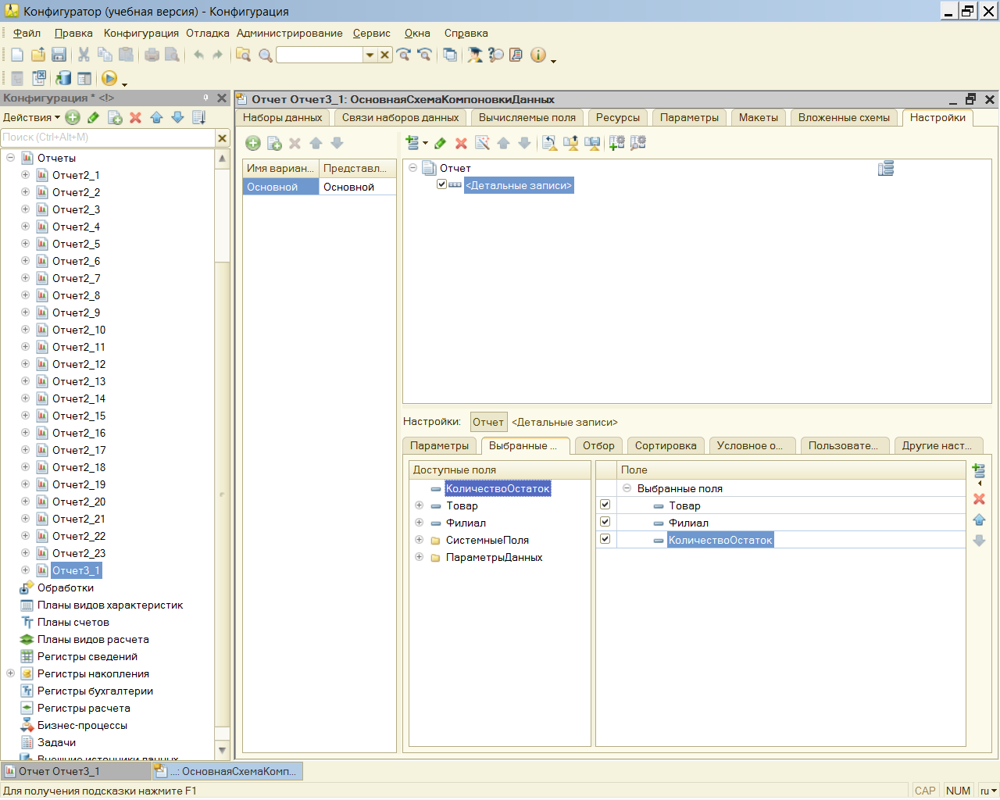 Конфигуратор (учебная версия) - Конфигурация
Файл Правка Конфигурация Отладка Администрирование Сервис Окна Справка
Конфигурация * <!>
Действия
Поиск (Ctrl+Alt+M)
Отчеты
Отчет2_1
Отчет2_2
Отчет2_3
Отчет2_4
Отчет2_5
Отчет2_6
Отчет2_7
Отчет2_8
Отчет2_9
Отчет2_10
Отчет2_11
Отчет2_12
Отчет2_13
Отчет2_14
Отчет2_15
Отчет2_16
Отчет2_17
Отчет2_18
Отчет2_19
Отчет2_20
Отчет2_21
Отчет2_22
Отчет2_23
Отчет3_1
Обработки
Планы видов характеристик
Планы счетов
Планы видов расчета
Регистры сведений
Регистры накопления
Регистры бухгалтерии
Регистры расчета
Бизнес-процессы
Задачи
Внешние источники данных
Отчет Отчет3_1: ОсновнаяСхемаКомпоновкиДанных
Наборы данных Связи наборов данных Вычисляемые поля Ресурсы Параметры Макеты Вложенные схемы Настройки
Имя вариан... Представл...
Основной Основной
Отчет
<Детальные записи>
Настройки: Отчет <Детальные записи>
Параметры Выбранные ... Отбор Сортировка Условное о... Пользовате... Другие наст...
Доступные поля
КоличествоОстаток
Товар
Филиал
СистемныеПоля
ПараметрыДанных
Поле
Выбранные поля
Товар
Филиал
КоличествоОстаток
Отчет Отчет3_1 ...: ОсновнаяСхемаКомп...
Для получения подсказки нажмите F1 CAP NUM ru